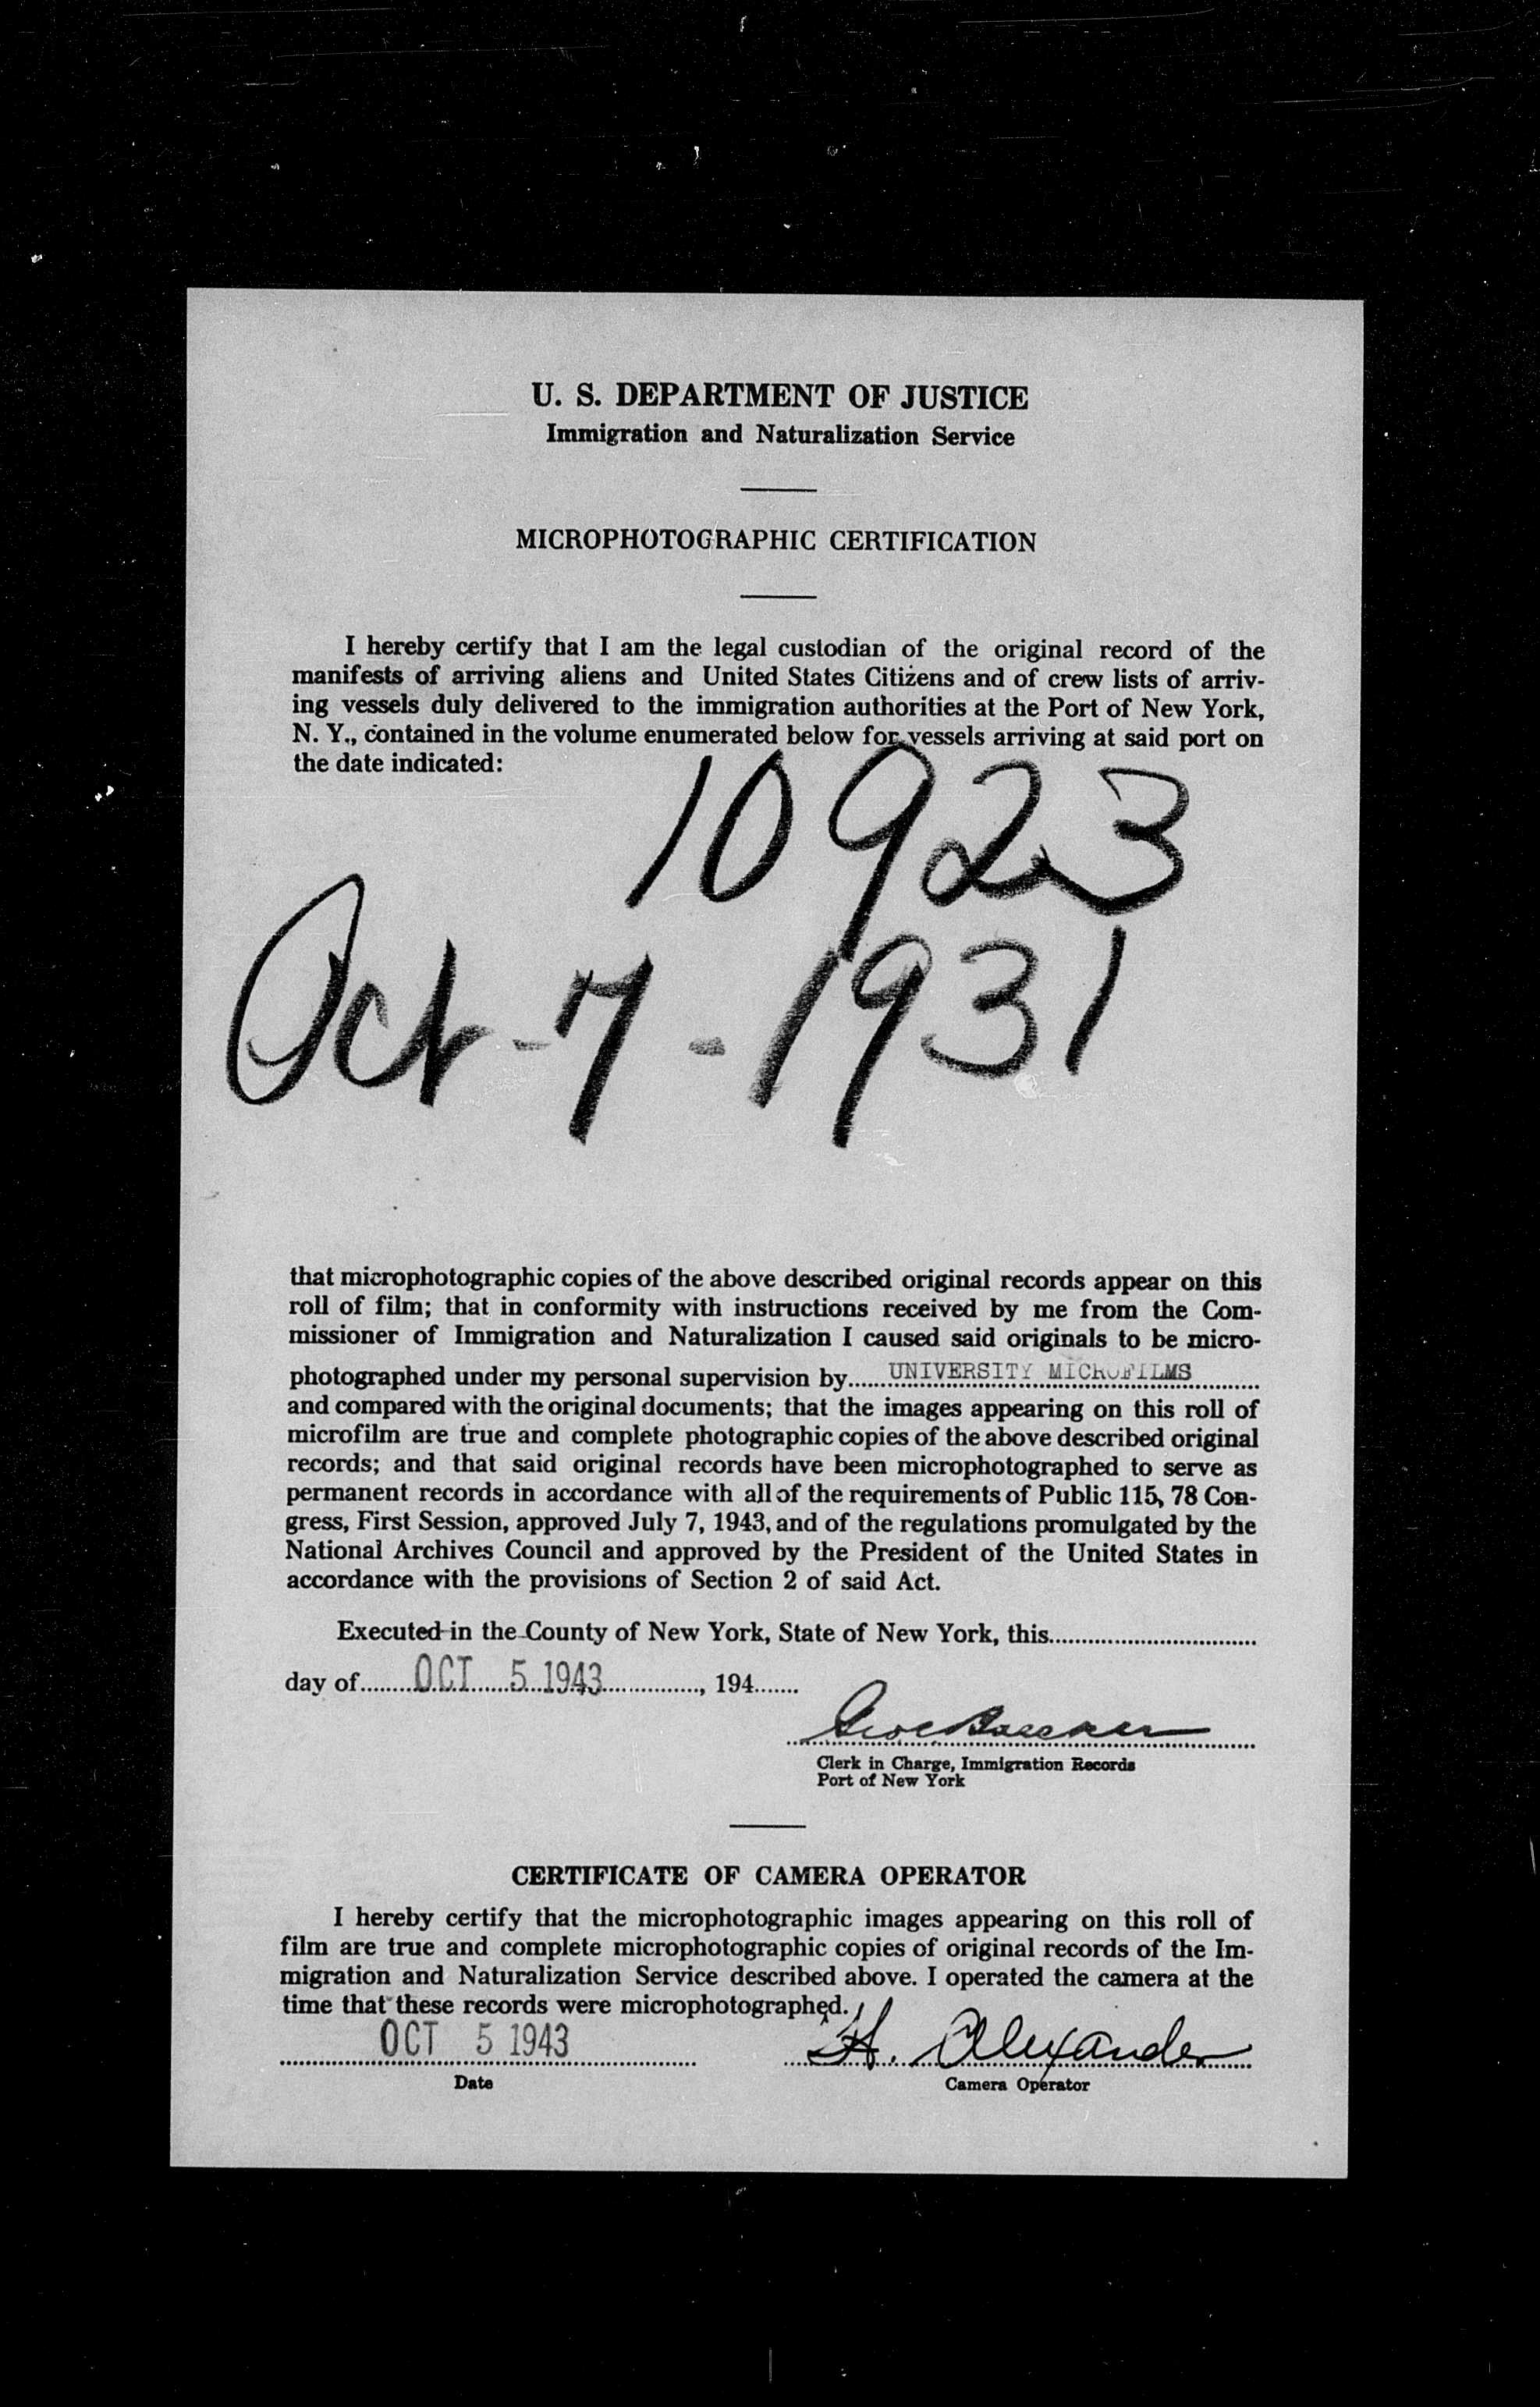 U. S. DEPARTMENT OF JUSTICE
Immigration and Naturalization Service
MICROPHOTOGRAPHIC CERTIFICATION
I hereby certify that I am the legal custodian of the original record of the
manifests of arriving aliens and United States Citizens and of crew lists of arriv-
ing vessels duly delivered to the immigration authorities at the Port of New York,
N. Y., contained in the volume enumerated below for vessels arriving at said port on
the date indicated:
10923
Oct-7-1931
that microphotographic copies of the above described original records appear on this
roll of film; that in conformity with instructions received by me from the Com-
missioner of Immigration and Naturalization I caused said originals to be micro-
photographed under my personal supervision by UNIVERSITY MICROFILMS
and compared with the original documents; that the images appearing on this roll of
microfilm are true and complete photographic copies of the above described original
records; and that said original records have been microphotographed to serve as
permanent records in accordance with all of the requirements of Public 115, 78 Con-
gress, First Session, approved July 7, 1943, and of the regulations promulgated by the
National Archives Council and approved by the President of the United States in
accordance with the provisions of Section 2 of said Act.
Executed in the County of New York, State of New York, this
day of OCT 5 1943, 194
Clerk in Charge, Immigration Records
Port of New York
CERTIFICATE OF CAMERA OPERATOR
I hereby certify that the microphotographic images appearing on this roll of
film are true and complete microphotographic copies of original records of the Im-
migration and Naturalization Service described above. I operated the camera at the
time that these records were microphotographed.
OCT 5 1943 H. Alexander
Date Camera Operator